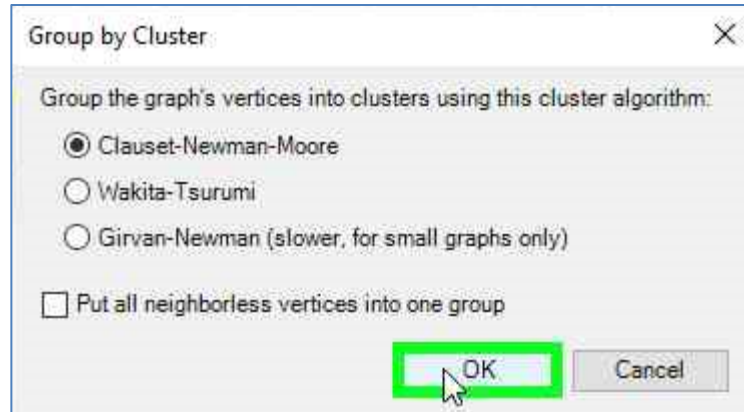 Group by Cluster
Group the graph's vertices into clusters using this cluster algorithm:
Clauset-Newman-Moore
Wakita-Tsurumi
Girvan-Newman (slower, for small graphs only)
Put all neighborless vertices into one group
OK Cancel